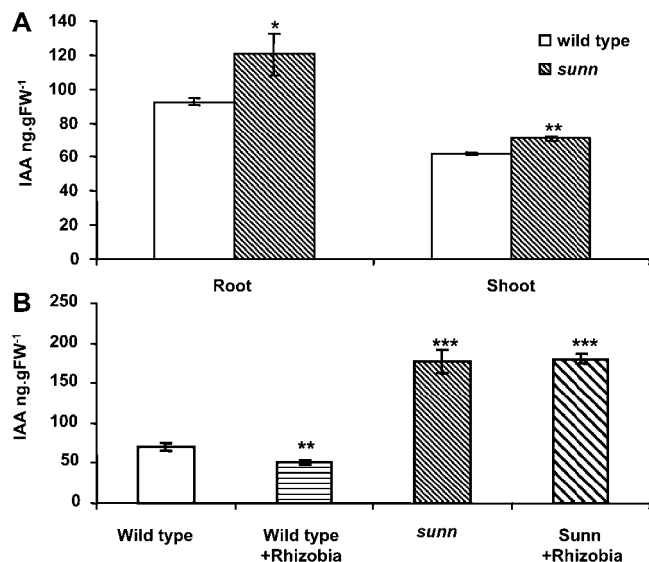 A
IAA ng.gFW-1
140
120
100
80
60
40
20
0
*
**
wild type
sunn
Root
Shoot
B
IAA ng.gFW-1
250
200
150
100
50
0
**
***
***
Wild type
Wild type
+Rhizobia
sunn
Sunn
+Rhizobia